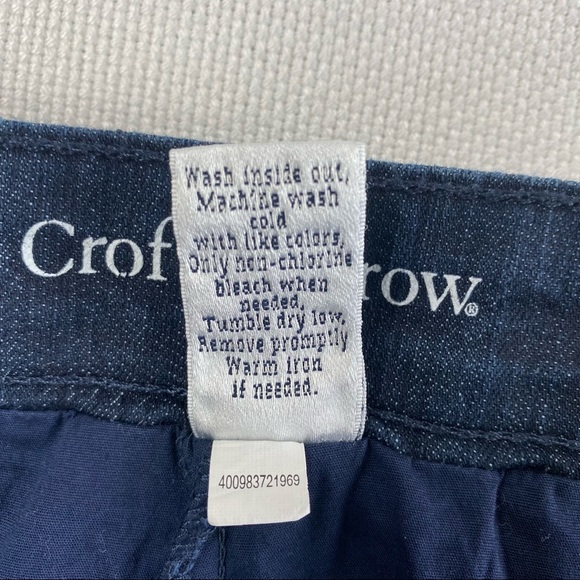 Crof row®
Wash inside out,
Machine wash
cold
with like colors,
Only non-chlorine
bleach when
needed,
Tumble dry low,
Remove promptly
Warm iron
if needed.
400983721969